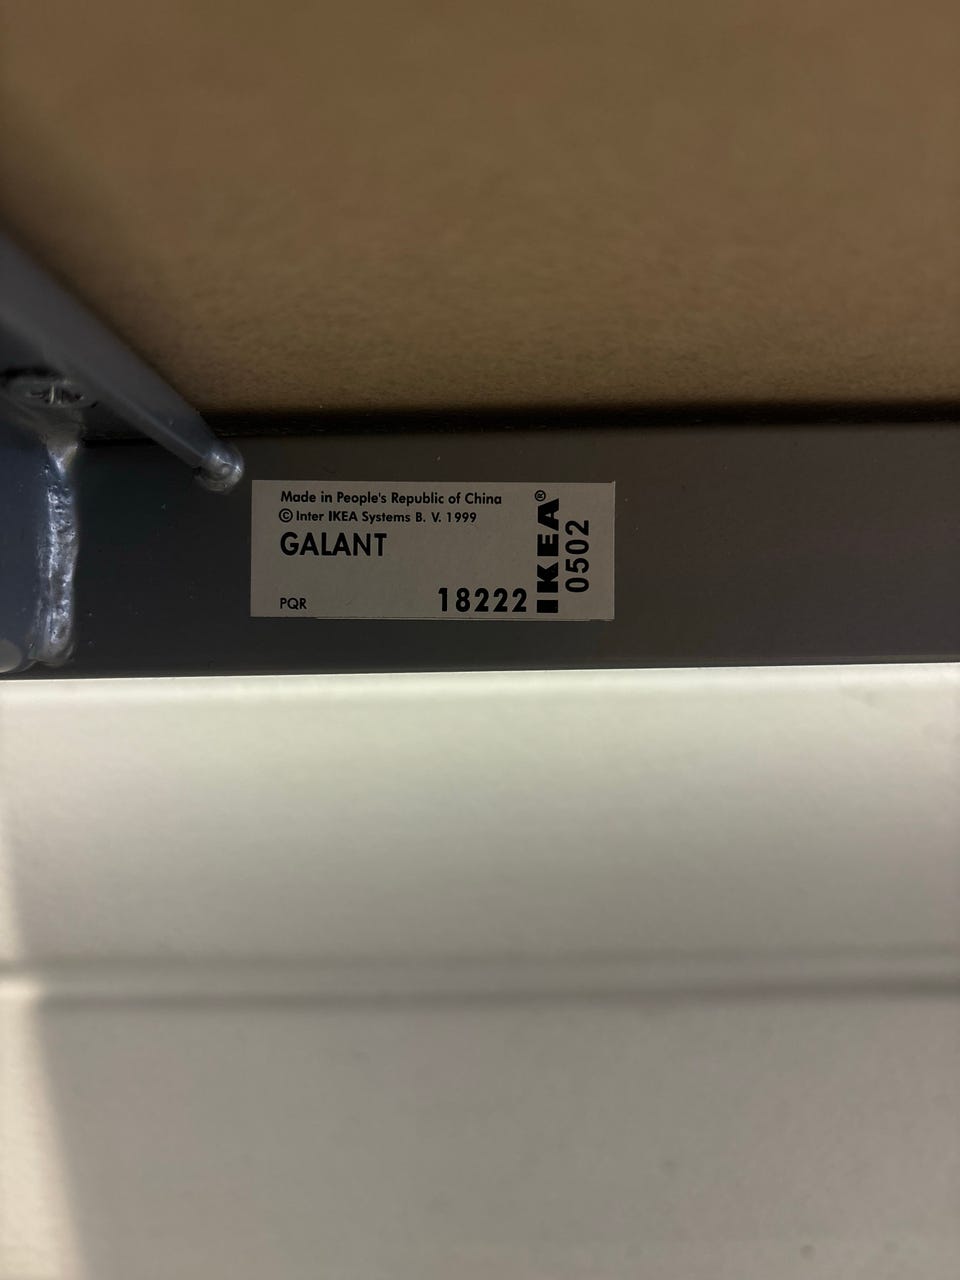 Made in People's Republic of China
© Inter IKEA Systems B. V. 1999
GALANT
PQR
18222
IKEA®
0502